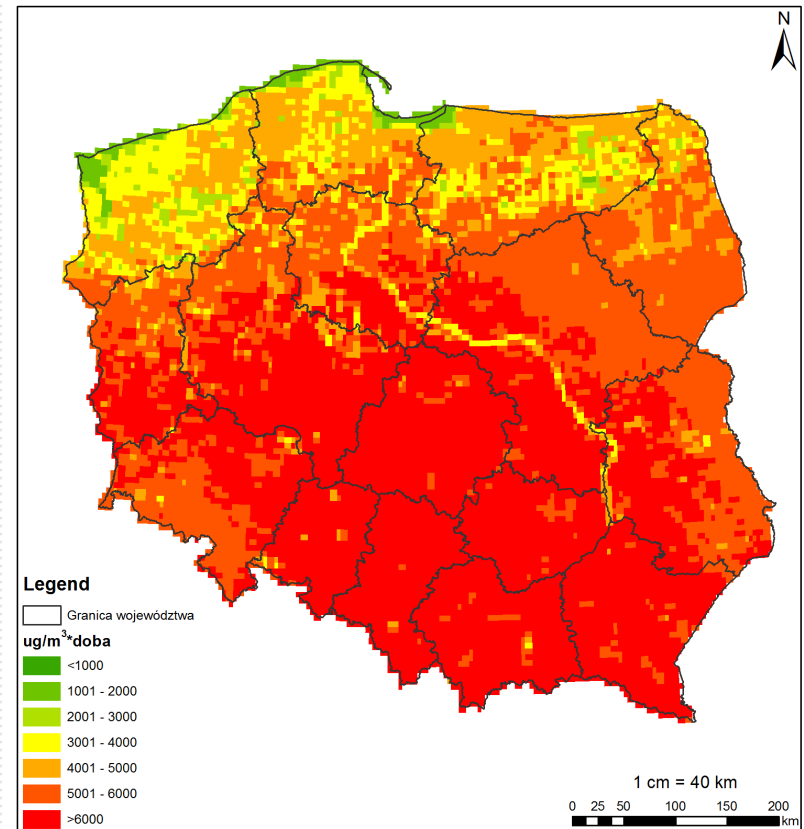 N
Legend
Granica województwa
ug/m³*doba
<1000
1001 - 2000
2001 - 3000
3001 - 4000
4001 - 5000
5001 - 6000
>6000
1 cm = 40 km
0 25 50 100 150 200
km